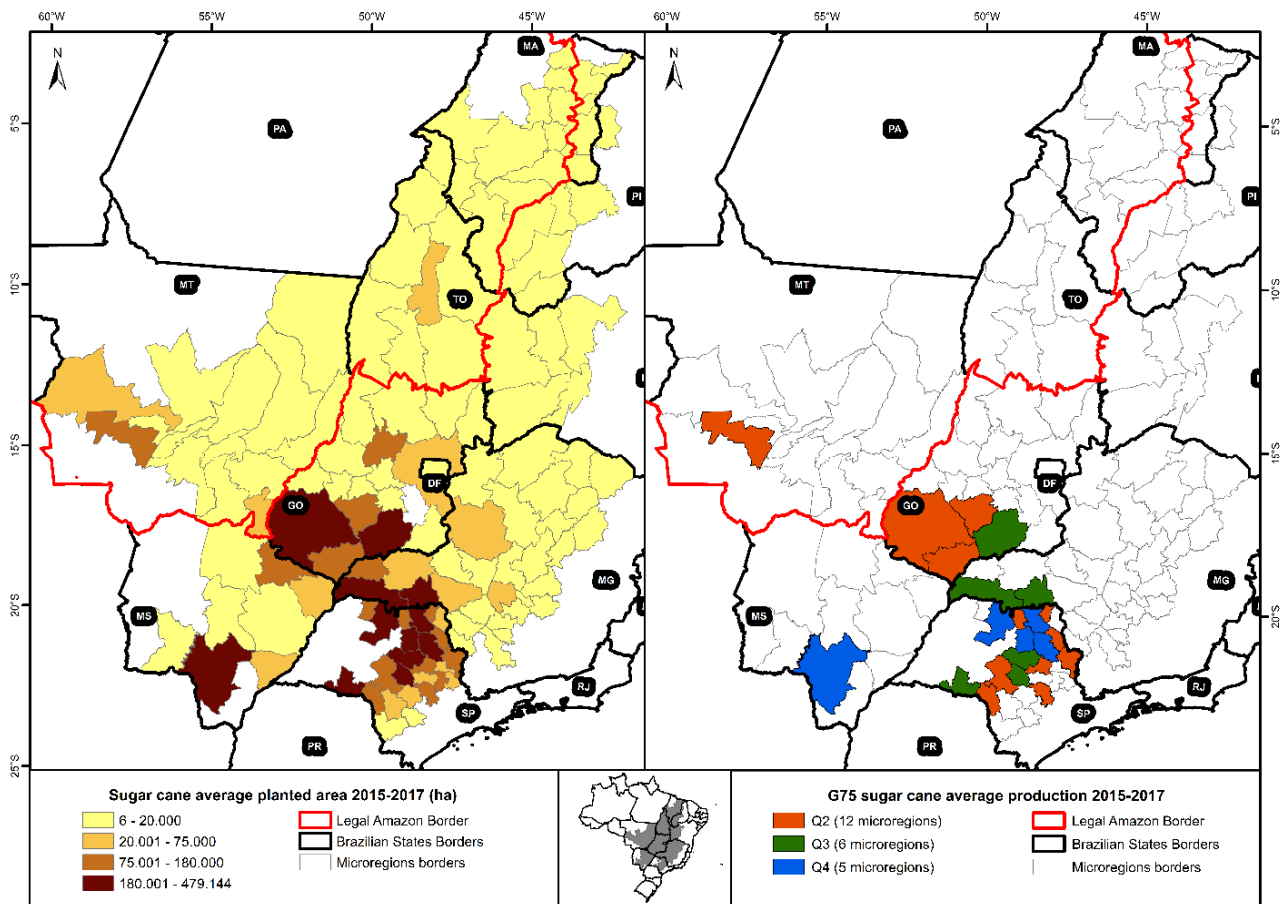 60°W 55°W 50°W 45°W 60°W 55°W 50°W 45°W
N
MA
N
MA
5°S
PA
PA
5°S
PI
PI
MT
MT
10°S
TO
TO
10°S
15°S
DF
DF
15°S
GO
GO
MG
MG
20°S
MS
MS
20°S
RJ
RJ
SP
SP
PR
PR
25°S
Sugar cane average planted area 2015-2017 (ha)
6 - 20.000
20.001 - 75.000
75.001 - 180.000
180.001 - 479.144
Legal Amazon Border
Brazilian States Borders
Microregions borders
G75 sugar cane average production 2015-2017
Q2 (12 microregions)
Q3 (6 microregions)
Q4 (5 microregions)
Legal Amazon Border
Brazilian States Borders
Microregions borders